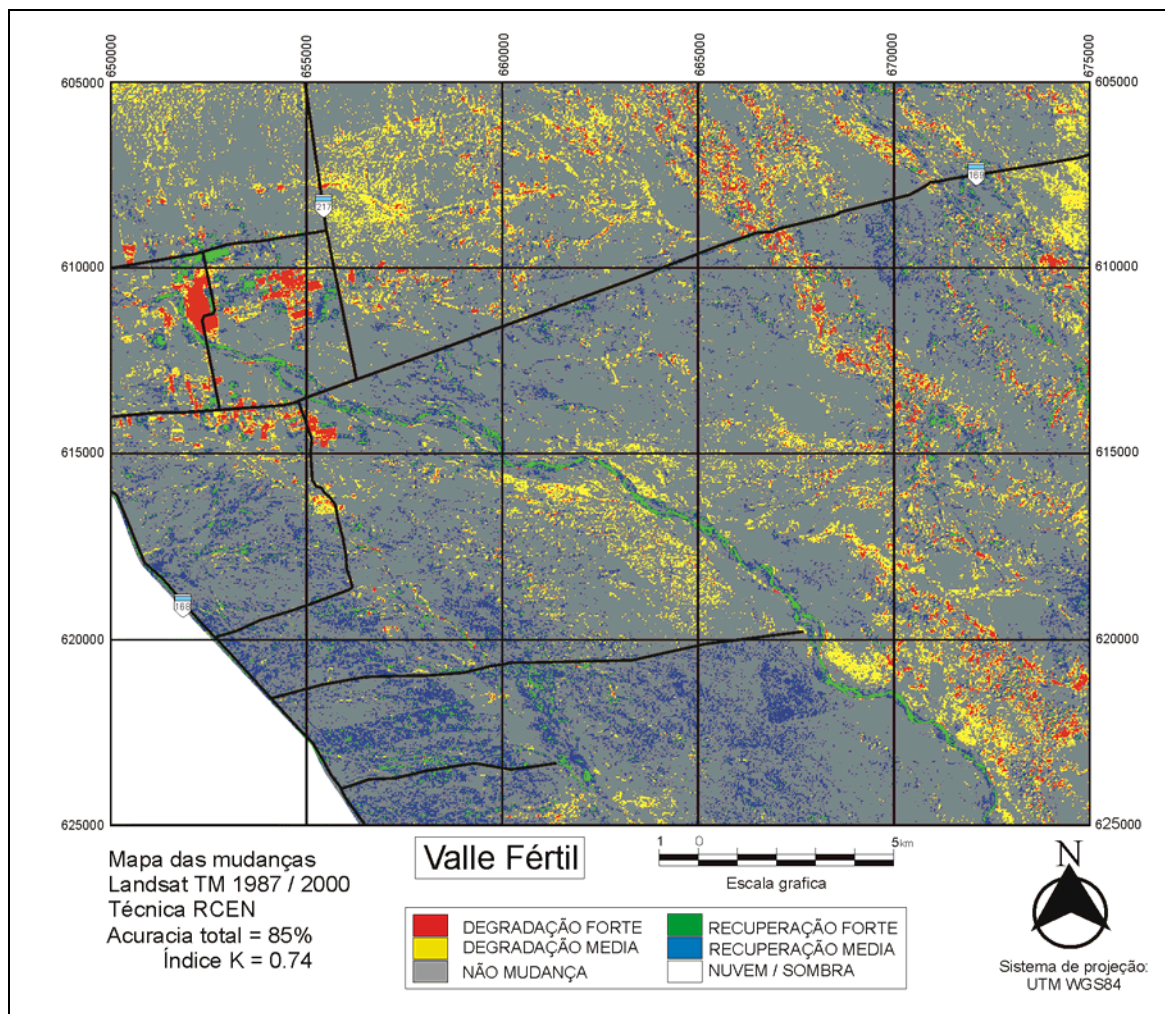 650000 655000 660000 665000 670000 675000
605000 605000
169
217
610000 610000
615000 615000
168
620000 620000
625000 625000
Mapa das mudanças
Landsat TM 1987 / 2000
Técnica RCEN
Acuracia total = 85%
Índice K = 0.74
Valle Fértil
1 0 5km
Escala grafica
DEGRADAÇÃO FORTE
DEGRADAÇÃO MEDIA
NÃO MUDANÇA
RECUPERAÇÃO FORTE
RECUPERAÇÃO MEDIA
NUVEM / SOMBRA
N
Sistema de projeção:
UTM WGS84